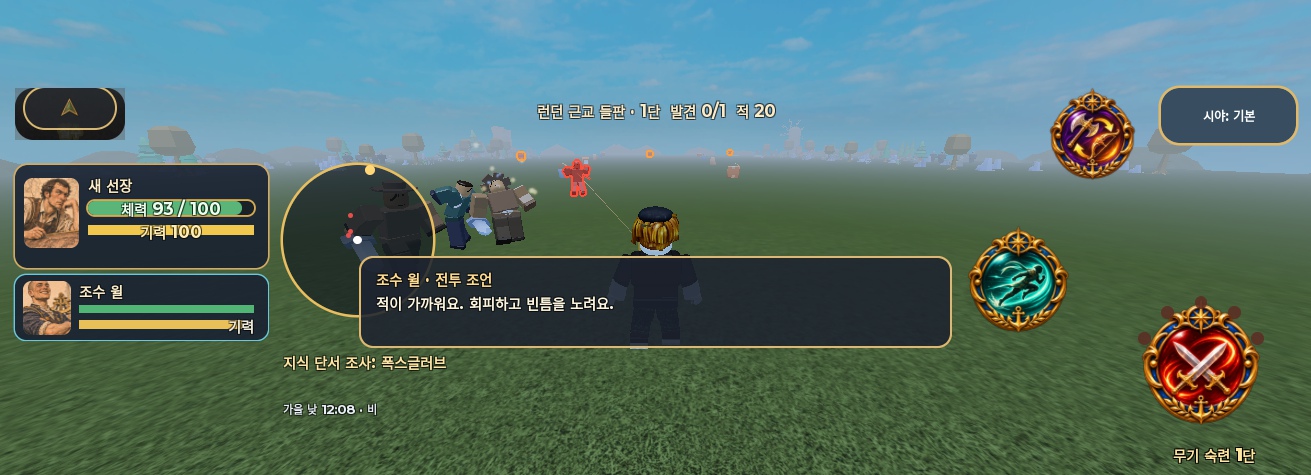 런던 근교 들판 · 1단 발견 0/1 적 20
시야: 기본
새 선장
체력 93 / 100
기력 100
조수 윌
기력
조수 윌 · 전투 조언
적이 가까워요. 회피하고 빈틈을 노려요.
지식 단서 조사: 폭스글러브
가을 낮 12:08 · 비
무기 숙련 1단